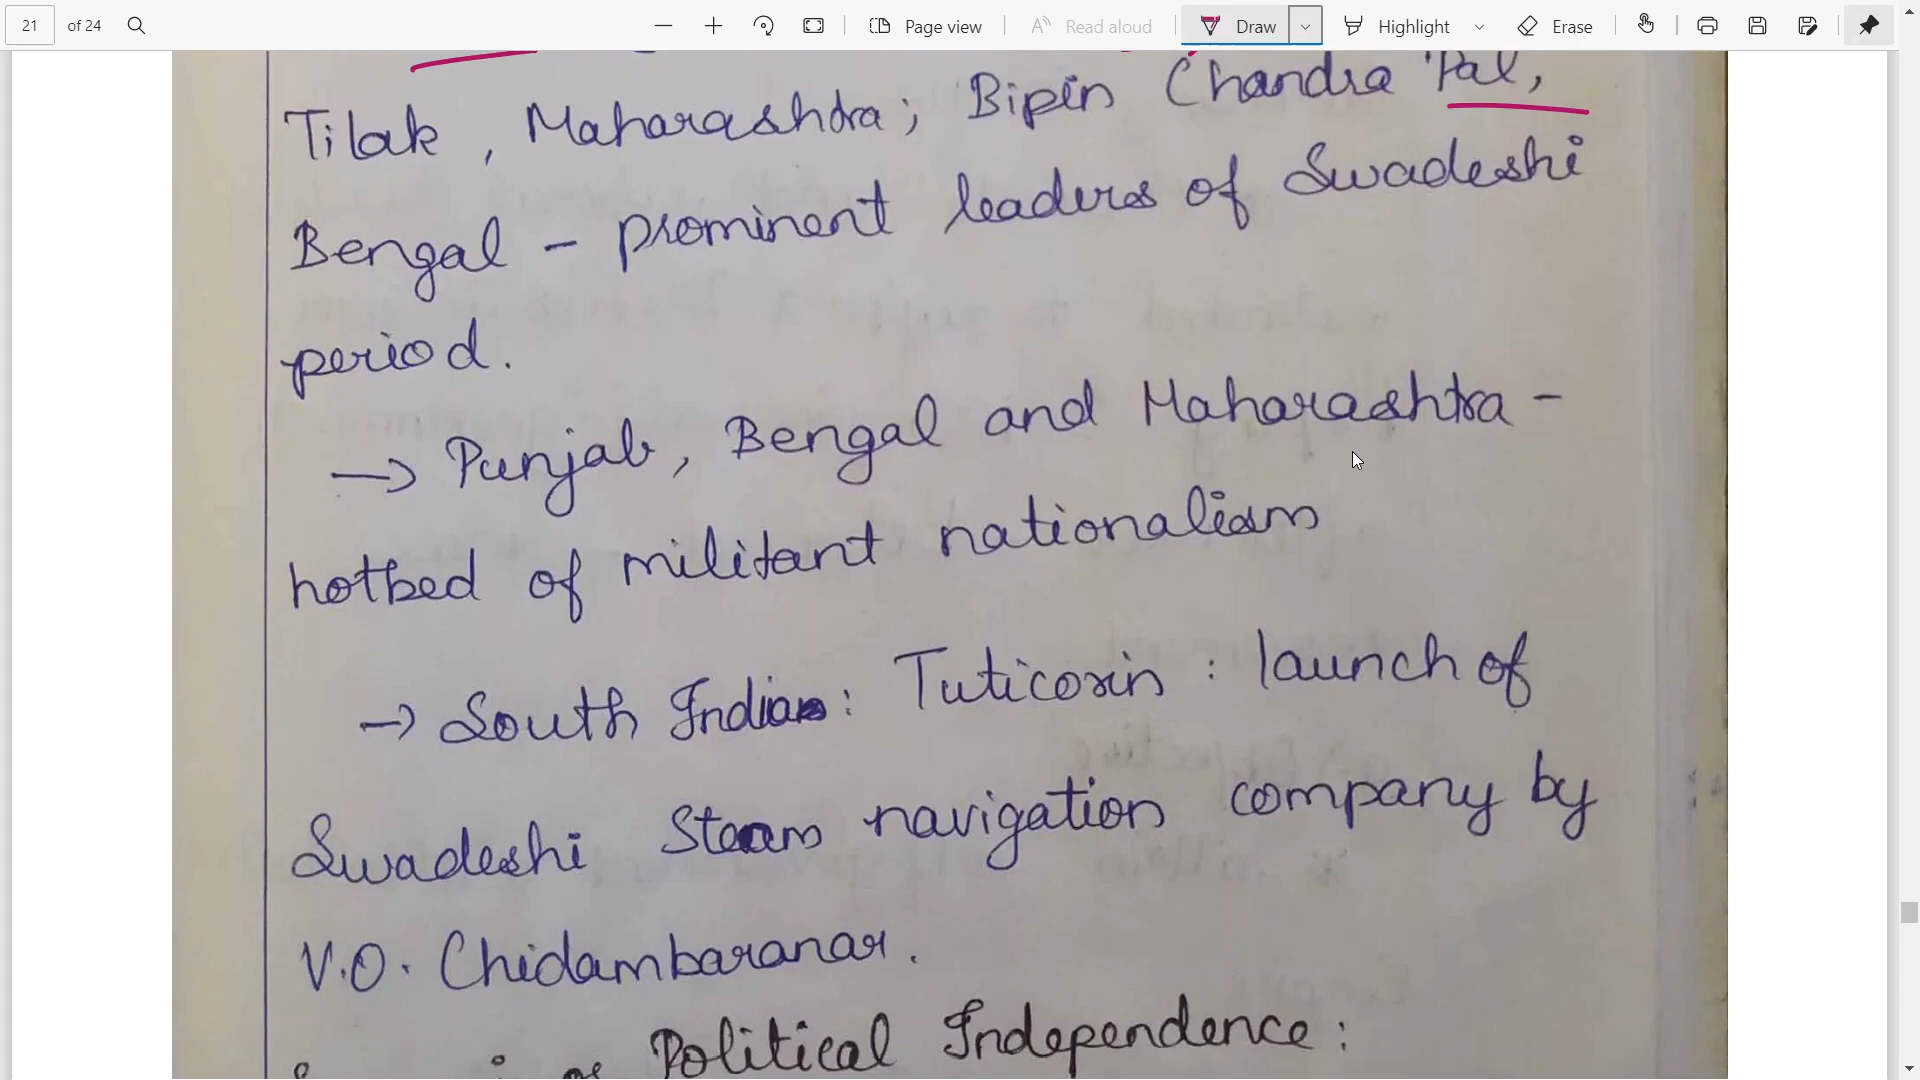 21 of 24 Page view Read aloud Draw Highlight Erase
Tilak, Maharashtra; Bipin Chandra Pal,
Bengal - prominent leaders of Swadeshi
period.
→ Punjab, Bengal and Maharashtra -
hotbed of militant nationalism
→ South India: Tuticorin: launch of
Swadeshi Steam navigation company by
V.O. Chidambaranar.
Political Independence: